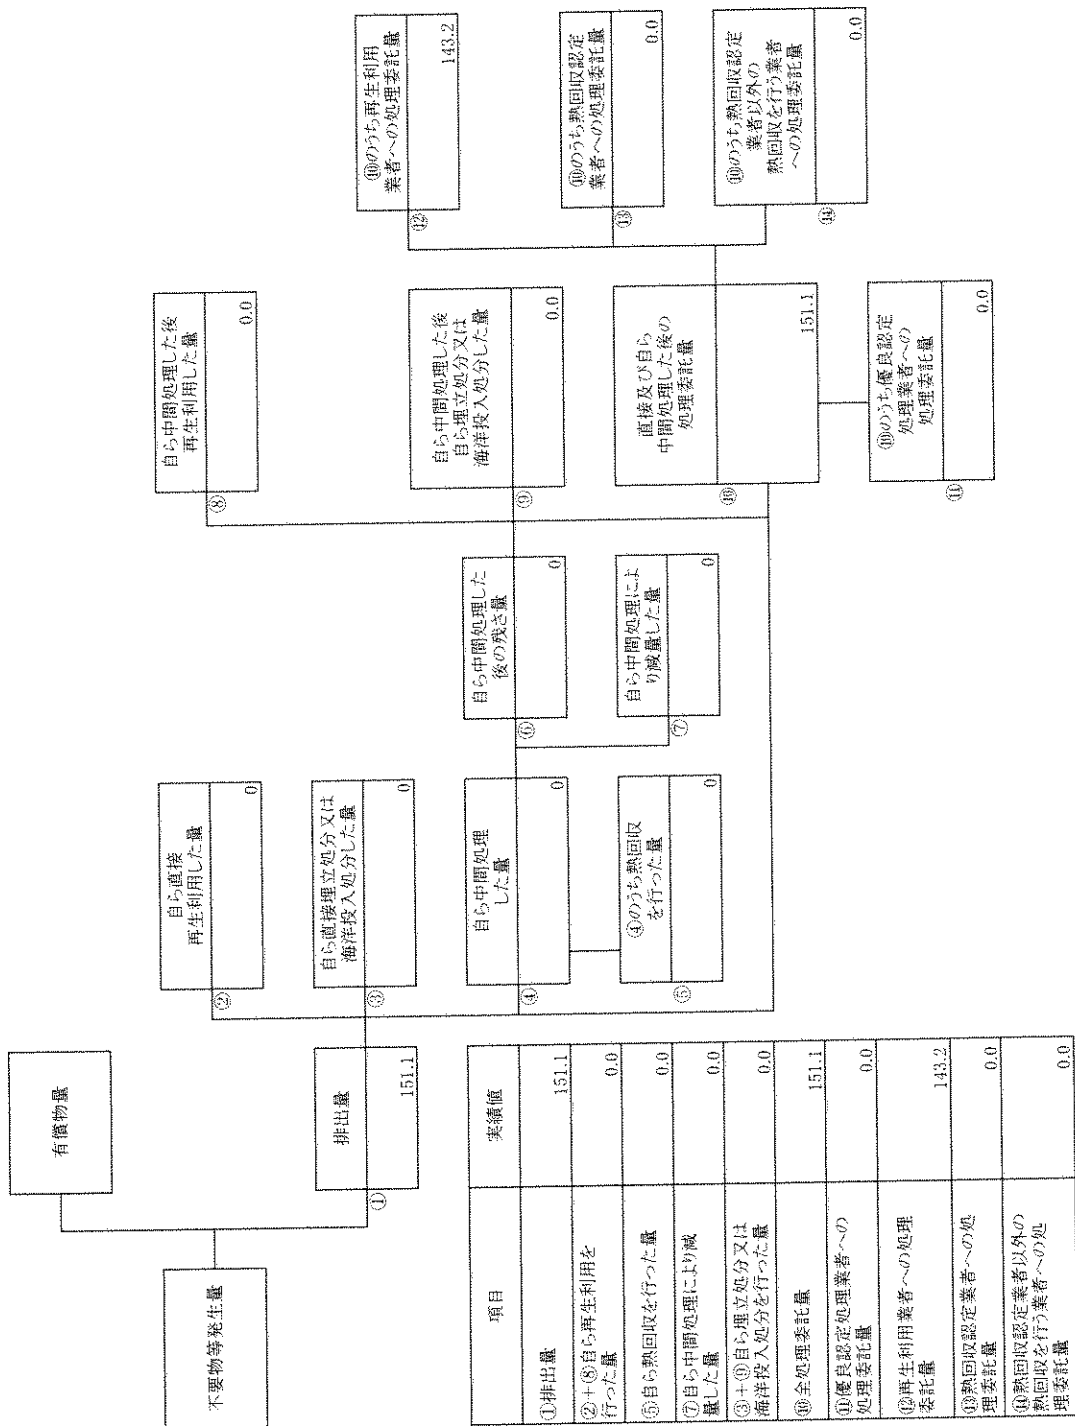 不要物等発生量
有償物量
排出量
①
151.1
自ら直接
再生利用した量
②
0
自ら直接埋立処分又は
海洋投入処分した量
③
0
自ら中間処理
した量
④
0
④のうち熱回収
を行った量
⑤
0
自ら中間処理した
後の残さ量
⑥
0
自ら中間処理によ
り減量した量
⑦
0
自ら中間処理した後
再生利用した量
⑧
0.0
自ら中間処理した後
自ら埋立処分又は
海洋投入処分した量
⑨
0.0
直接及び自ら
中間処理した後の
処理委託量
⑩
151.1
⑩のうち優良認定
処理業者への
処理委託量
⑪
0.0
⑩のうち再生利用
業者への処理委託量
⑫
143.2
⑩のうち熱回収認定
業者への処理委託量
⑬
0.0
⑩のうち熱回収認定
業者以外の
熱回収を行う業者
への処理委託量
⑭
0.0
項目 実績値
①排出量 151.1
②+⑧自ら再生利用を
行った量 0.0
⑤自ら熱回収を行った量 0.0
⑦自ら中間処理により減
量した量 0.0
③+⑨自ら埋立処分又は
海洋投入処分を行った量 0.0
⑩全処理委託量 151.1
⑪優良認定処理業者への
処理委託量 0.0
⑫再生利用業者への処理
委託量 143.2
⑬熱回収認定業者への処
理委託量 0.0
⑭熱回収認定業者以外の
熱回収を行う業者への処
理委託量 0.0